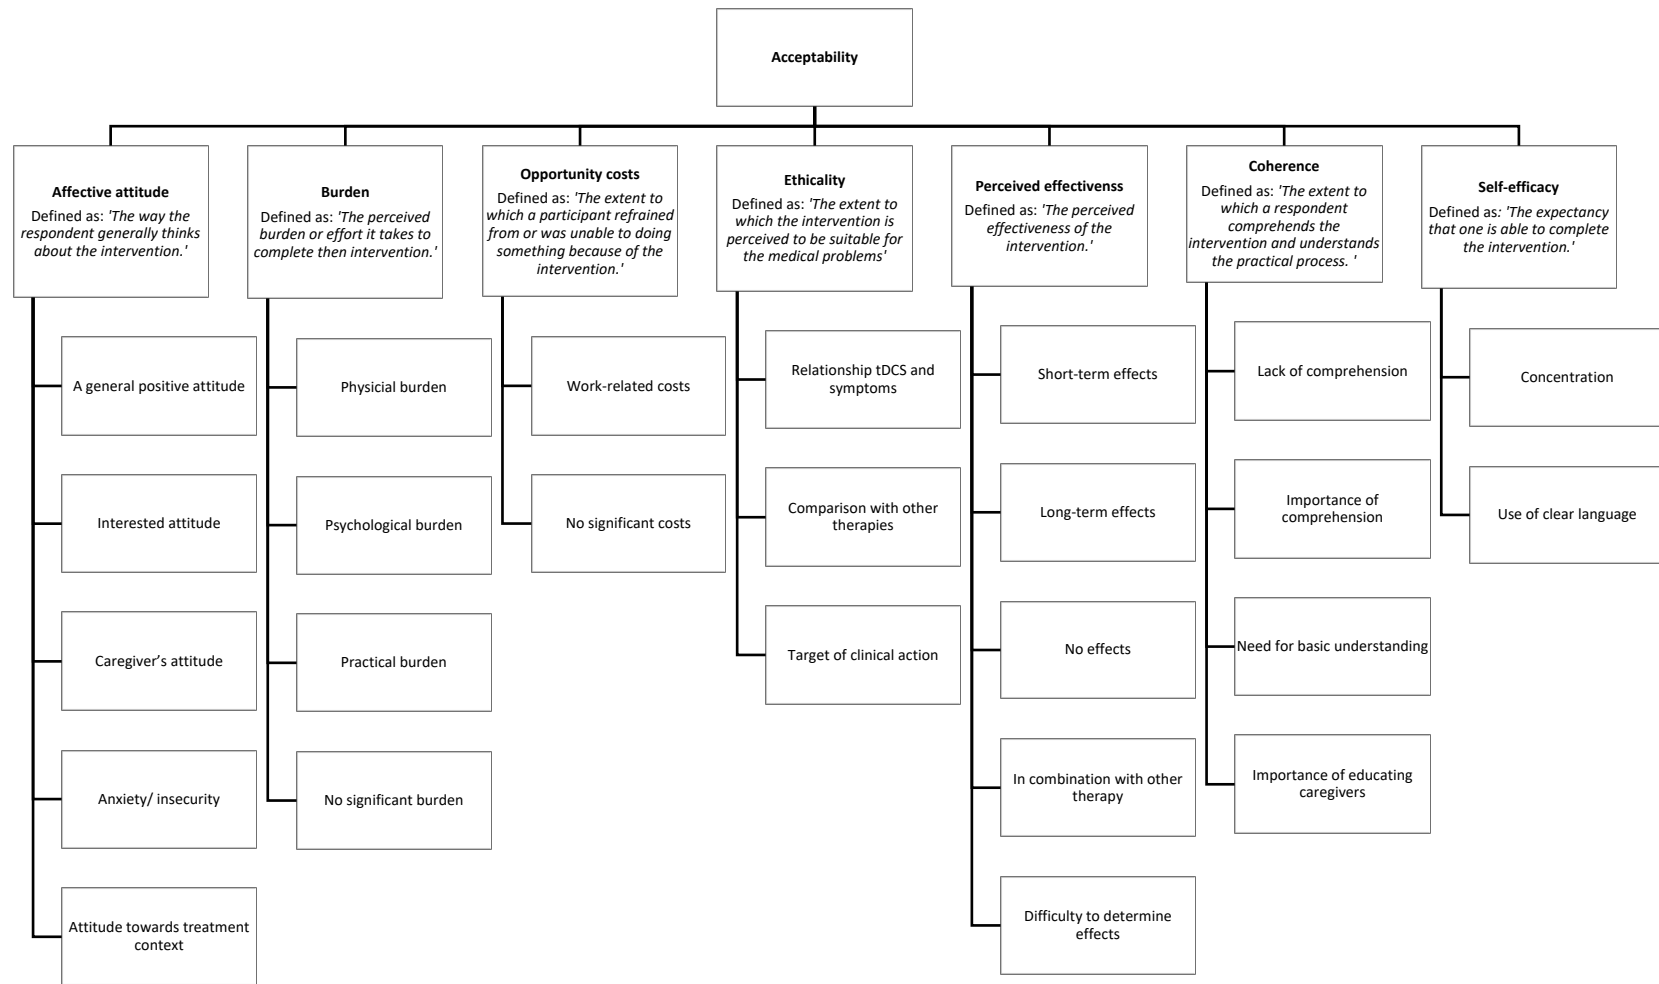 Acceptability
Affective attitude
Defined as: 'The way the
respondent generally thinks
about the intervention.'
A general positive attitude
Interested attitude
Caregiver's attitude
Anxiety/ insecurity
Attitude towards treatment
context
Burden
Defined as: 'The perceived
burden or effort it takes to
complete then intervention.'
Physicial burden
Psychological burden
Practical burden
No significant burden
Opportunity costs
Defined as: 'The extent to
which a participant refrained
from or was unable to doing
something because of the
intervention.'
Work-related costs
No significant costs
Ethicality
Defined as: 'The extent to
which the intervention is
perceived to be suitable for
the medical problems'
Relationship tDCS and
symptoms
Comparison with other
therapies
Target of clinical action
Perceived effectivenss
Defined as: 'The perceived
effectiveness of the
intervention.'
Short-term effects
Long-term effects
No effects
In combination with other
therapy
Difficulty to determine
effects
Coherence
Defined as: 'The extent to
which a respondent
comprehends the
intervention and understands
the practical process. '
Lack of comprehension
Importance of
comprehension
Need for basic understanding
Importance of educating
caregivers
Self-efficacy
Defined as: 'The expectancy
that one is able to complete
the intervention.'
Concentration
Use of clear language